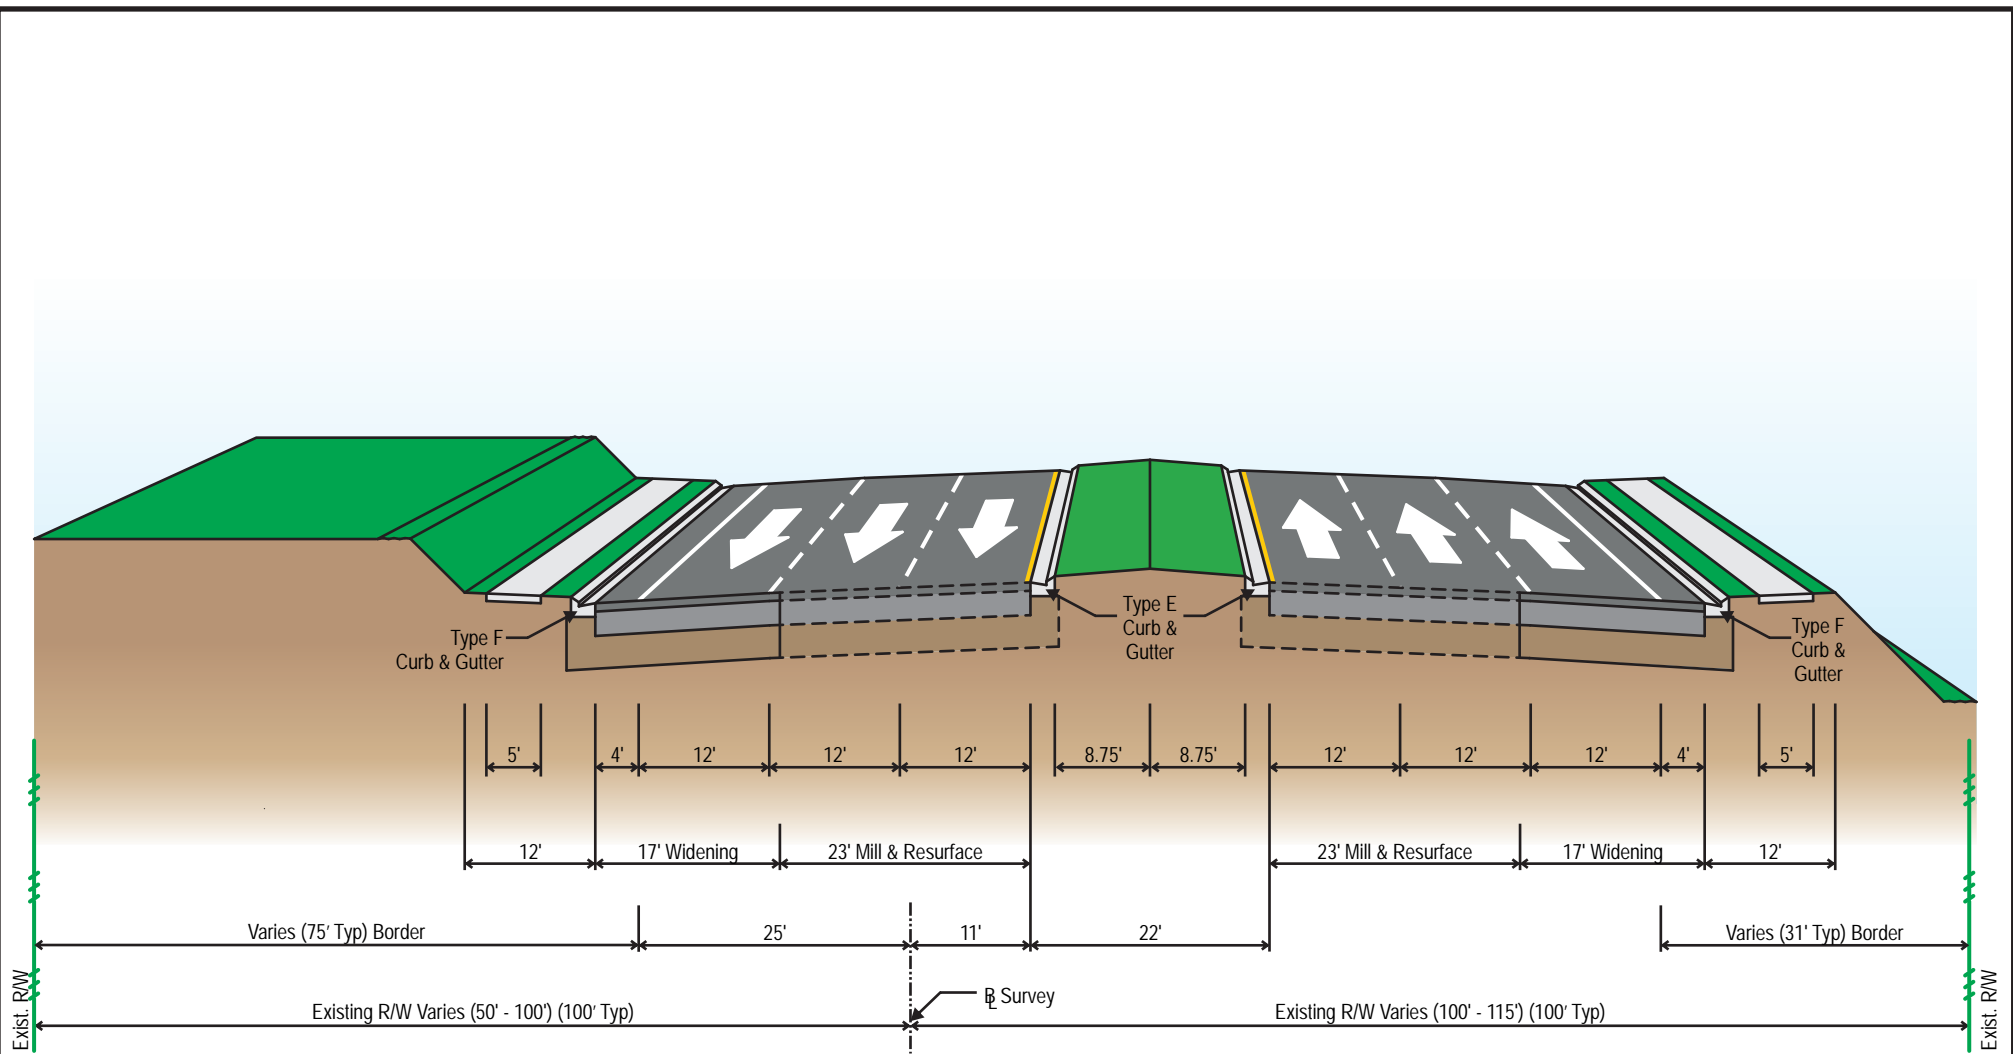 Type E
Curb &
Gutter
Type F
Curb & Gutter
Type F
Curb &
Gutter
5'
4'
12'
12'
12'
8.75'
8.75'
12'
12'
12'
4'
5'
12'
17' Widening
23' Mill & Resurface
23' Mill & Resurface
17' Widening
12'
Varies (75' Typ) Border
25'
11'
22'
Varies (31' Typ) Border
Exist. R/W
Existing R/W Varies (50' - 100') (100' Typ)
BL Survey
Existing R/W Varies (100' - 115') (100' Typ)
Exist. R/W